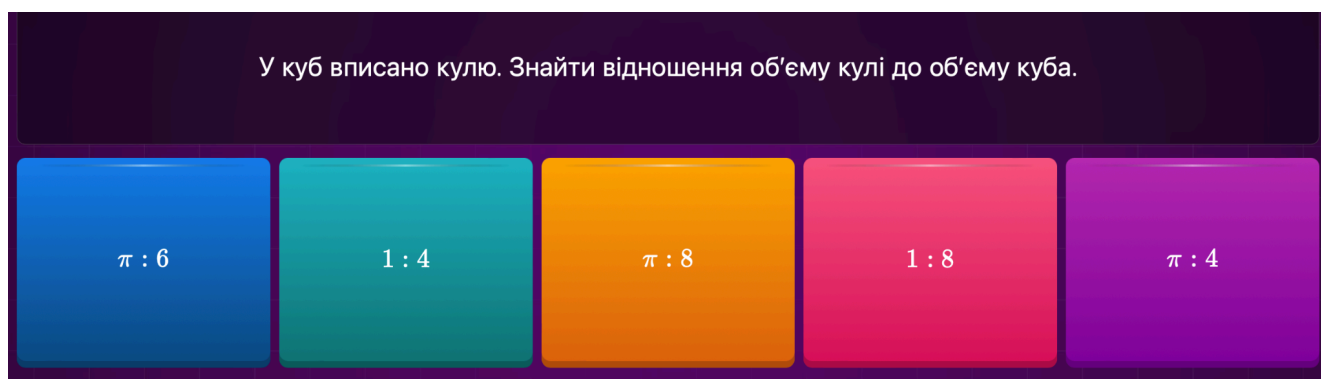 У куб вписано кулю. Знайти відношення об’єму кулі до об’єму куба.
π : 6
1 : 4
π : 8
1 : 8
π : 4